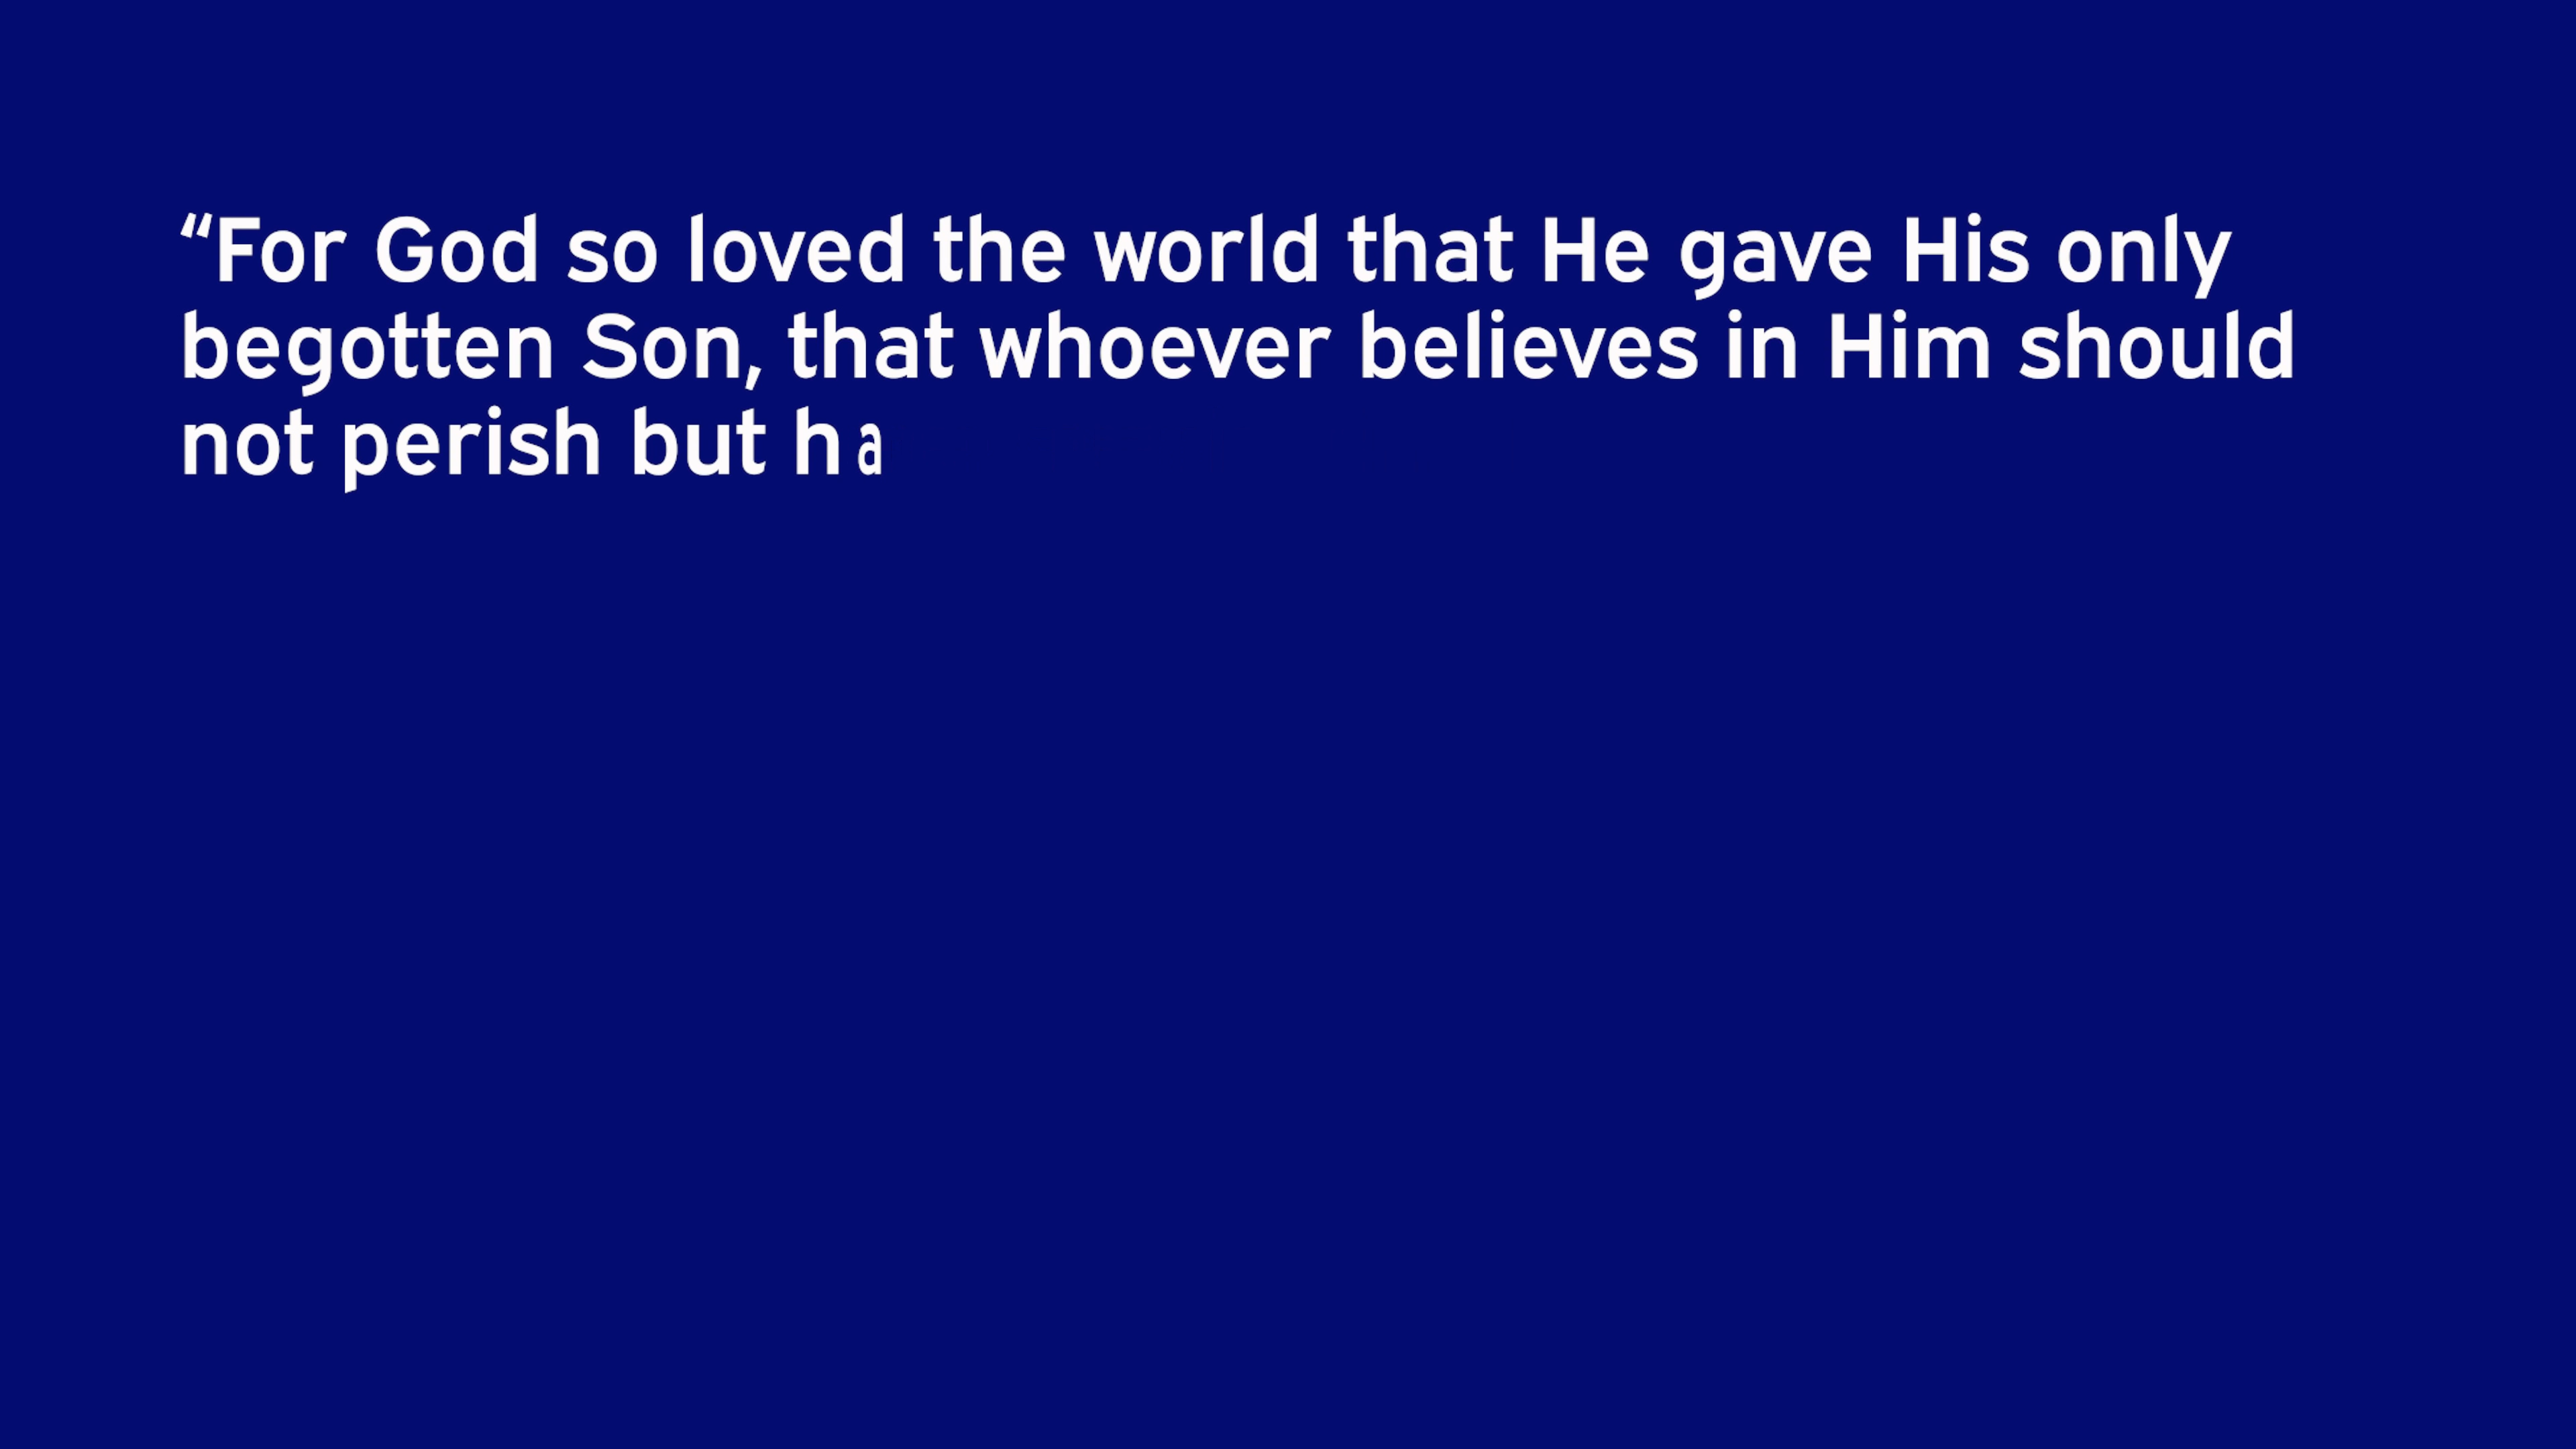 “For God so loved the world that He gave His only
begotten Son, that whoever believes in Him should
not perish but ha